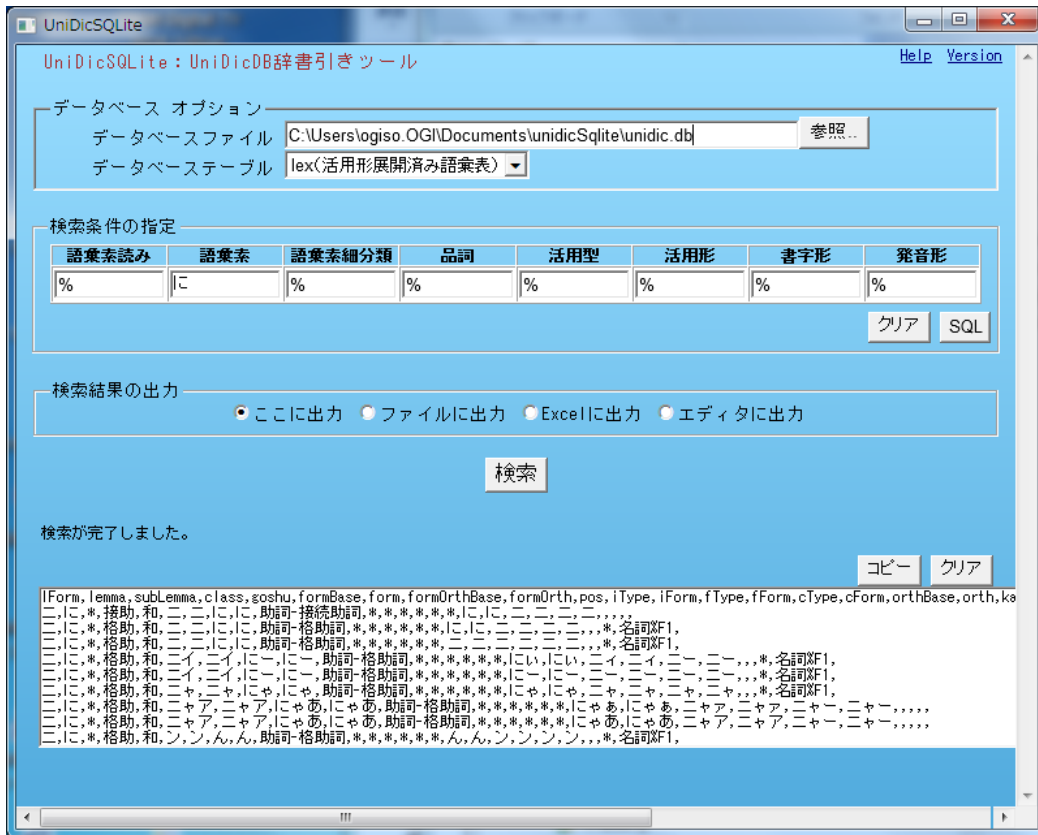 UniDicSQLite
UniDicSQLite：UniDicDB辞書引きツール
Help Version
データベース オプション
データベースファイル C:\Users\ogiso.OGI\Documents\unidicSqlite\unidic.db 参照..
データベーステーブル lex(活用形展開済み語彙表)
検索条件の指定
語彙素読み 語彙素 語彙素細分類 品詞 活用型 活用形 書字形 発音形
% に % % % % % %
クリア SQL
検索結果の出力
ここに出力 ファイルに出力 Excelに出力 エディタに出力
検索
検索が完了しました。
コピー クリア
lForm,lemma,subLemma,class,goshu,formBase,form,formOrthBase,formOrth,pos,iType,iForm,fType,fForm,cType,cForm,orthBase,orth,ka
ニ,に,*,接助,和,ニ,ニ,に,に,助詞-接続助詞,*,*,*,*,*,*,に,に,ニ,ニ,ニ,ニ,,,,
ニ,に,*,格助,和,ニ,ニ,に,に,助詞-格助詞,*,*,*,*,*,*,に,に,ニ,ニ,ニ,ニ,,,*,名詞%F1,
ニ,に,*,格助,和,ニ,ニ,に,に,助詞-格助詞,*,*,*,*,*,*,ニ,ニ,ニ,ニ,ニ,ニ,,,*,名詞%F1,
ニ,に,*,格助,和,ニイ,ニイ,にー,にー,助詞-格助詞,*,*,*,*,*,*,にぃ,にぃ,ニィ,ニィ,ニー,ニー,,,*,名詞%F1,
ニ,に,*,格助,和,ニイ,ニイ,にー,にー,助詞-格助詞,*,*,*,*,*,*,にー,にー,ニー,ニー,ニー,ニー,,,*,名詞%F1,
ニ,に,*,格助,和,ニャ,ニャ,にゃ,にゃ,助詞-格助詞,*,*,*,*,*,*,にゃ,にゃ,ニャ,ニャ,ニャ,ニャ,,,*,名詞%F1,
ニ,に,*,格助,和,ニャア,ニャア,にゃあ,にゃあ,助詞-格助詞,*,*,*,*,*,*,にゃぁ,にゃぁ,ニャァ,ニャァ,ニャー,ニャー,,,,,
ニ,に,*,格助,和,ニャア,ニャア,にゃあ,にゃあ,助詞-格助詞,*,*,*,*,*,*,にゃあ,にゃあ,ニャア,ニャア,ニャー,ニャー,,,,,
ニ,に,*,格助,和,ン,ン,ん,ん,助詞-格助詞,*,*,*,*,*,*,ん,ん,ン,ン,ン,ン,,,*,名詞%F1,